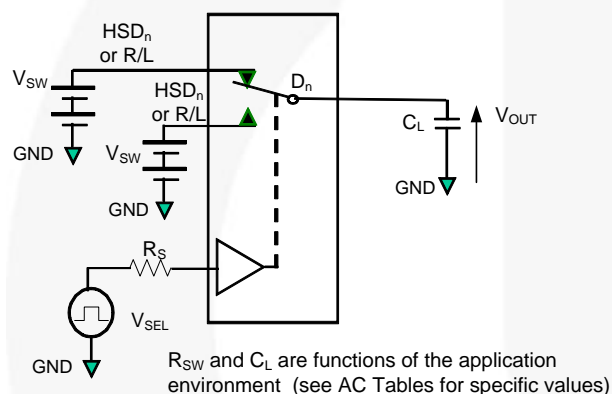 HSDn
or R/L
VSW
HSDn
or R/L
Dn
VSW
CL
VOUT
GND
GND
GND
RS
VSEL
GND
RSW and CL are functions of the application
environment (see AC Tables for specific values)